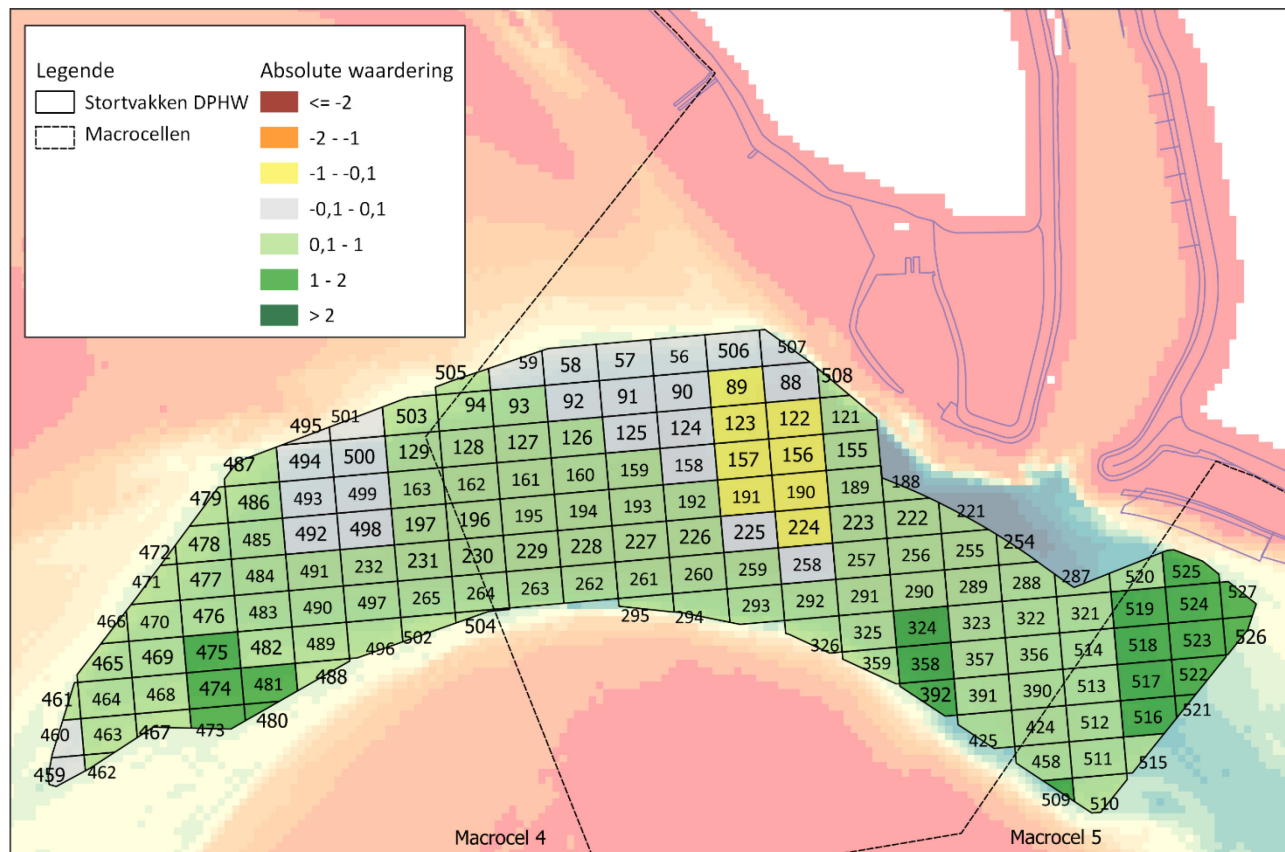 Legende
Stortvakken DPHW
Macrocellen
Absolute waardering
<= -2
-2 - -1
-1 - -0,1
-0,1 - 0,1
0,1 - 1
1 - 2
> 2
59 58 57 56 506 507
505 94 93 92 91 90 89 88 508
495 501 503 129 128 127 126 125 124 123 122 121
487 494 500 163 162 161 160 159 158 157 156 155
479 486 493 499 197 196 195 194 193 192 191 190 189 188
472 478 485 492 498 231 230 229 228 227 226 225 224 223 222 221
471 477 484 491 232 265 264 263 262 261 260 259 258 257 256 255 254
466 470 476 483 490 497 502 504 295 294 293 292 291 290 289 288 287 520 525
465 469 475 482 489 496 326 325 324 323 322 321 519 524 527
461 464 468 474 481 488 359 358 357 356 514 518 523 526
460 463 467 473 480 392 391 390 513 517 522
459 462 425 424 512 516 521
458 511 515
509 510
Macrocel 4
Macrocel 5